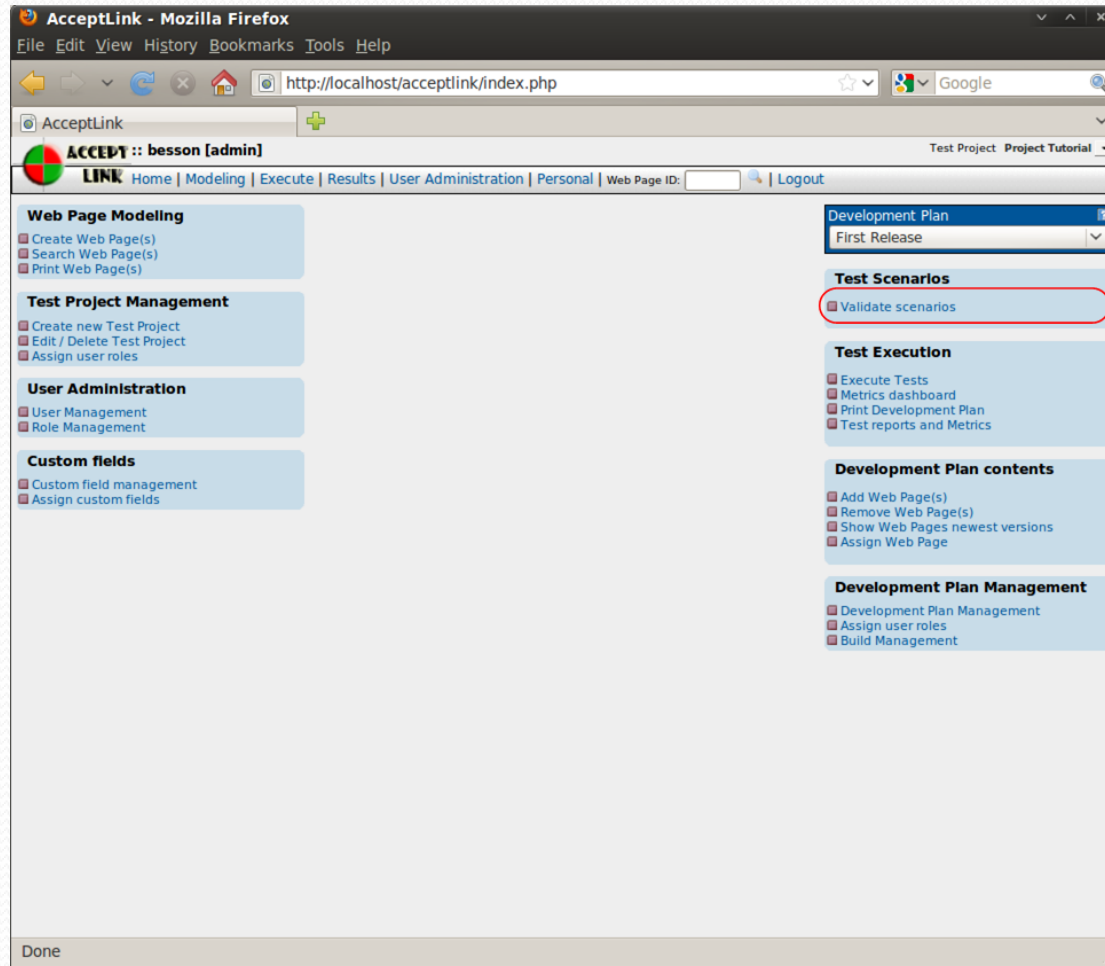 AcceptLink - Mozilla Firefox
File Edit View History Bookmarks Tools Help
http://localhost/acceptlink/index.php
Google
AcceptLink
ACCEPT :: besson [admin]
Test Project Project Tutorial
LINK Home | Modeling | Execute | Results | User Administration | Personal | Web Page ID: | Logout
Web Page Modeling
Create Web Page(s)
Search Web Page(s)
Print Web Page(s)
Test Project Management
Create new Test Project
Edit / Delete Test Project
Assign user roles
User Administration
User Management
Role Management
Custom fields
Custom field management
Assign custom fields
Development Plan
First Release
Test Scenarios
Validate scenarios
Test Execution
Execute Tests
Metrics dashboard
Print Development Plan
Test reports and Metrics
Development Plan contents
Add Web Page(s)
Remove Web Page(s)
Show Web Pages newest versions
Assign Web Page
Development Plan Management
Development Plan Management
Assign user roles
Build Management
Done